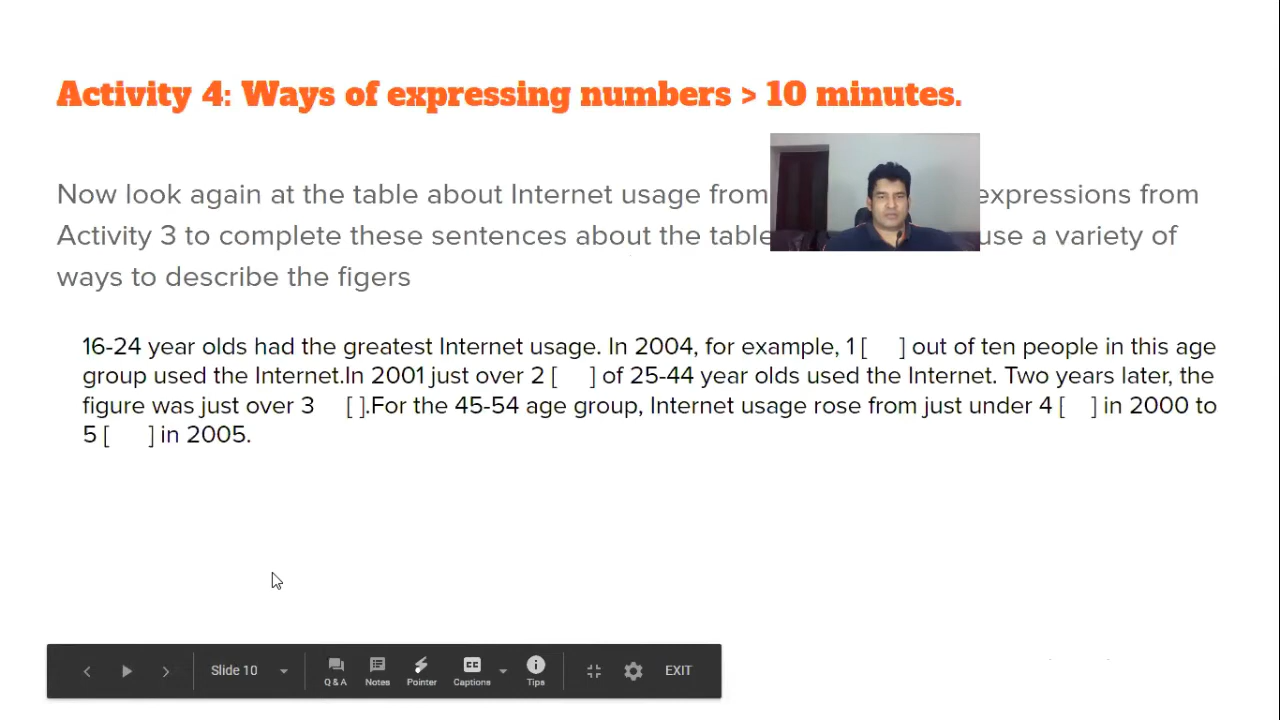 Activity 4: Ways of expressing numbers > 10 minutes.
Now look again at the table about Internet usage from expressions from
Activity 3 to complete these sentences about the table use a variety of
ways to describe the figers
16-24 year olds had the greatest Internet usage. In 2004, for example, 1 [ ] out of ten people in this age
group used the Internet.In 2001 just over 2 [ ] of 25-44 year olds used the Internet. Two years later, the
figure was just over 3 [ ].For the 45-54 age group, Internet usage rose from just under 4 [ ] in 2000 to
5 [ ] in 2005.
Slide 10
Q & A
Notes
Pointer
CC
Captions
Tips
EXIT